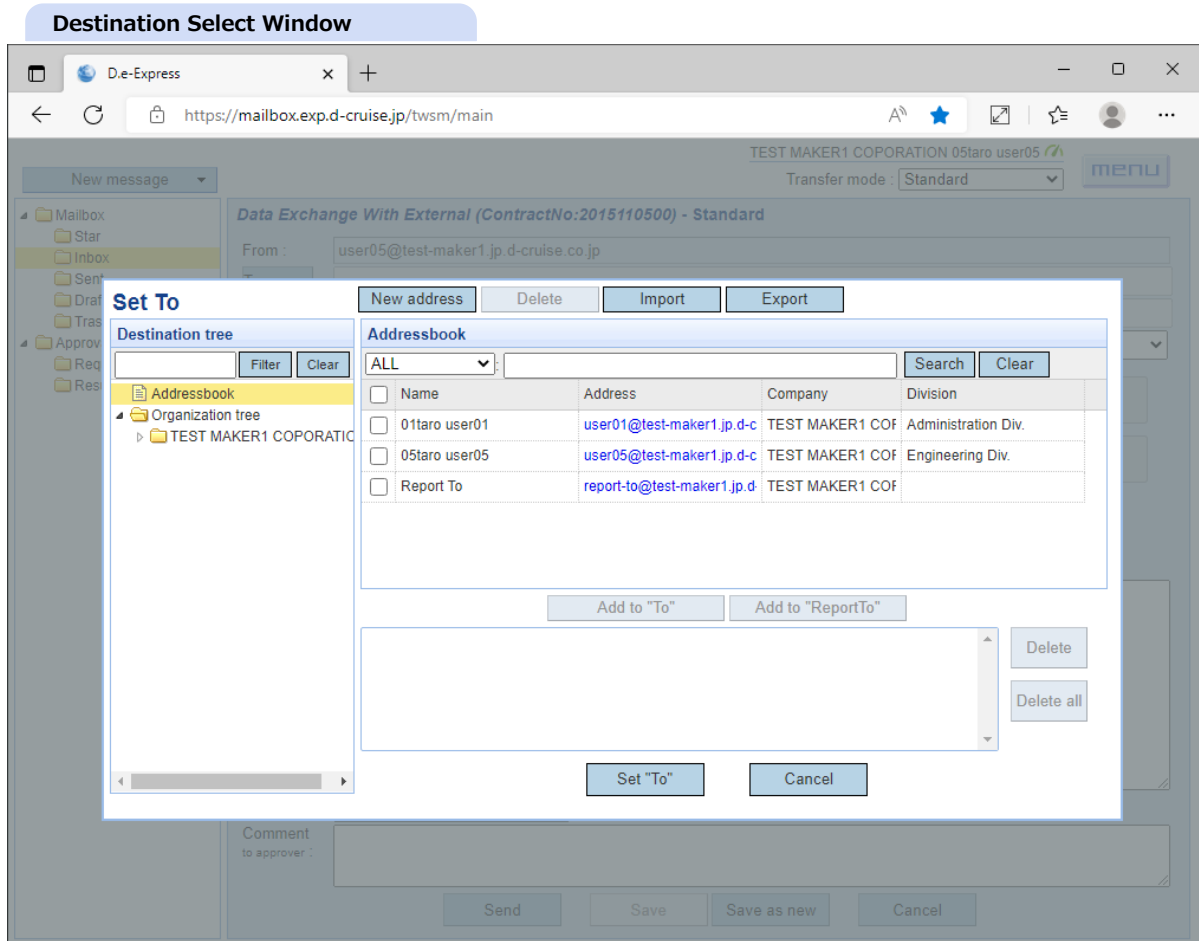 Destination Select Window
D.e-Express
https://mailbox.exp.d-cruise.jp/twsm/main
TEST MAKER1 COPORATION 05taro user05
New message
Transfer mode : Standard
menu
Mailbox
Star
Inbox
Sent
Draf
Tras
Approv
Req
Res
Data Exchange With External (ContractNo:2015110500) - Standard
From :
user05@test-maker1.jp.d-cruise.co.jp
Set To
New address
Delete
Import
Export
Destination tree
Filter
Clear
Addressbook
Organization tree
TEST MAKER1 COPORATIC
Addressbook
ALL
:
Search
Clear
Name Address Company Division
01taro user01 user01@test-maker1.jp.d-c TEST MAKER1 COF Administration Div.
05taro user05 user05@test-maker1.jp.d-c TEST MAKER1 COF Engineering Div.
Report To report-to@test-maker1.jp.d- TEST MAKER1 COF
Add to "To"
Add to "ReportTo"
Delete
Delete all
Set "To"
Cancel
Comment
to approver :
Send
Save
Save as new
Cancel